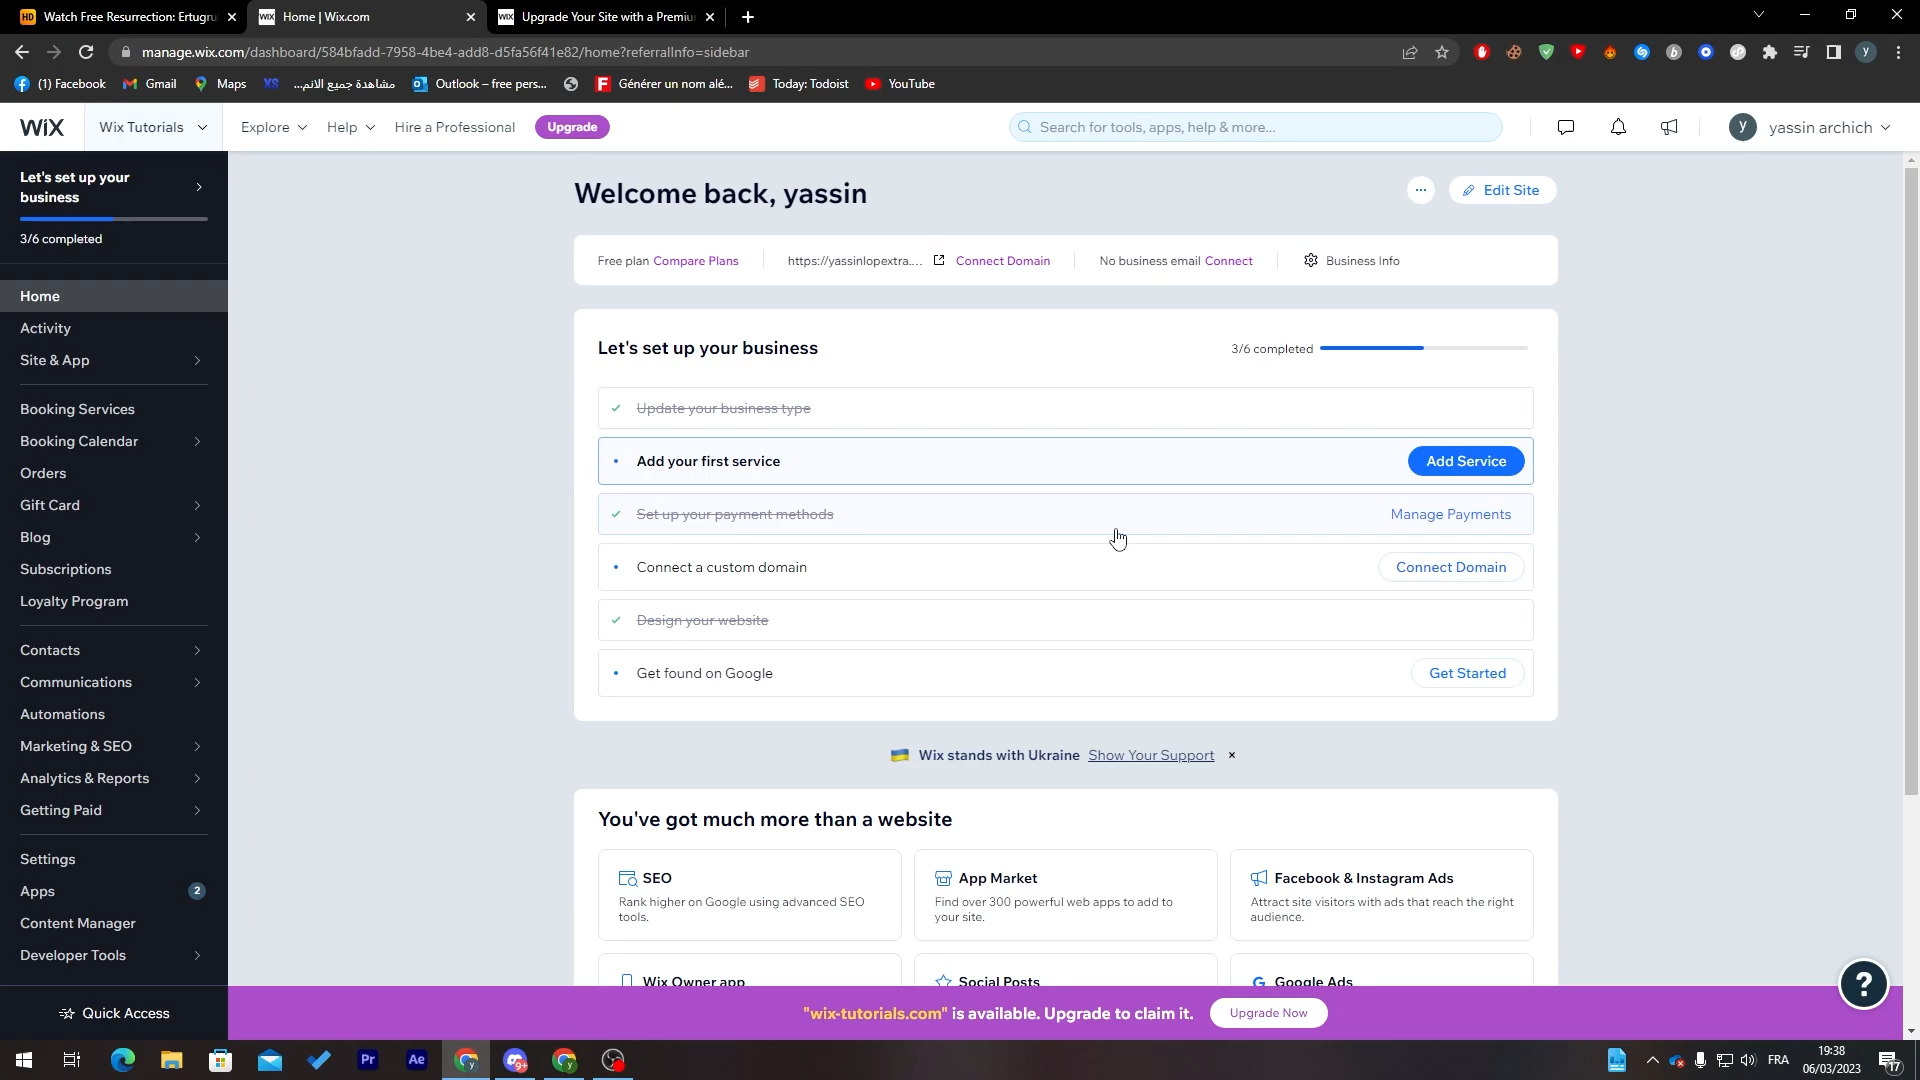 Watch Free Resurrection: Ertugru
Home | Wix.com
Upgrade Your Site with a Premiu
manage.wix.com/dashboard/584bfadd-7958-4be4-add8-d5fa56f41e82/home?referralInfo=sidebar
(1) Facebook
Gmail
Maps
مشاهدة جميع الانم...
Outlook – free pers...
Générer un nom alé...
Today: Todoist
YouTube
WiX
Wix Tutorials
Explore
Help
Hire a Professional
Upgrade
Search for tools, apps, help & more...
y
yassin archich
Let's set up your
business
3/6 completed
Home
Activity
Site & App
Booking Services
Booking Calendar
Orders
Gift Card
Blog
Subscriptions
Loyalty Program
Contacts
Communications
Automations
Marketing & SEO
Analytics & Reports
Getting Paid
Settings
Apps
2
Content Manager
Developer Tools
Quick Access
Welcome back, yassin
Edit Site
Free plan Compare Plans
https://yassinlopextra....
Connect Domain
No business email Connect
Business Info
Let's set up your business
3/6 completed
Update your business type
Add your first service
Add Service
Set up your payment methods
Manage Payments
Connect a custom domain
Connect Domain
Design your website
Get found on Google
Get Started
Wix stands with Ukraine Show Your Support
You've got much more than a website
SEO
Rank higher on Google using advanced SEO
tools.
App Market
Find over 300 powerful web apps to add to
your site.
Facebook & Instagram Ads
Attract site visitors with ads that reach the right
audience.
Wix Owner app
Social Posts
Google Ads
"wix-tutorials.com" is available. Upgrade to claim it.
Upgrade Now
?
Pr
Ae
FRA
19:38
06/03/2023
17